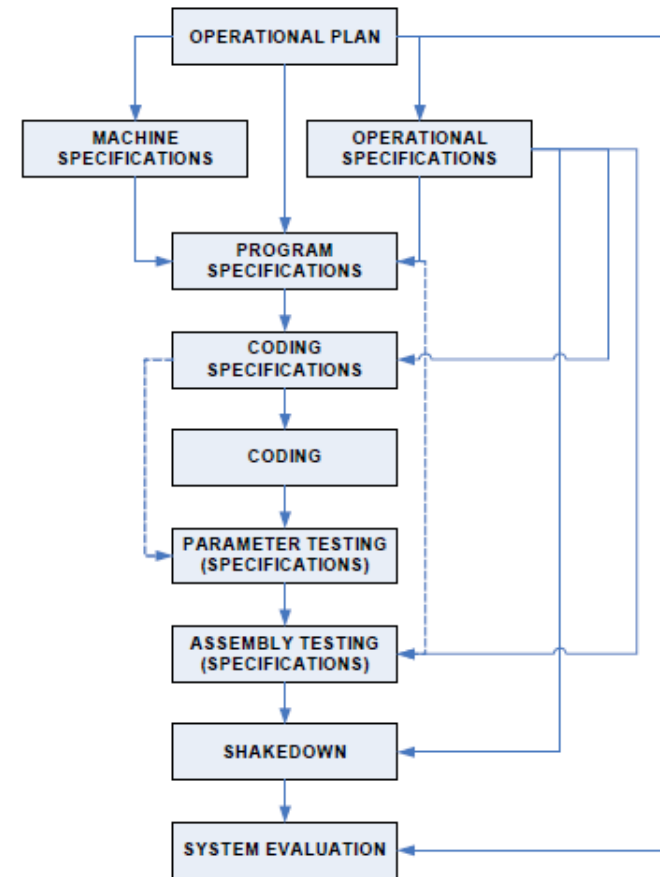 OPERATIONAL PLAN
MACHINE
SPECIFICATIONS
OPERATIONAL
SPECIFICATIONS
PROGRAM
SPECIFICATIONS
CODING
SPECIFICATIONS
CODING
PARAMETER TESTING
(SPECIFICATIONS)
ASSEMBLY TESTING
(SPECIFICATIONS)
SHAKEDOWN
SYSTEM EVALUATION